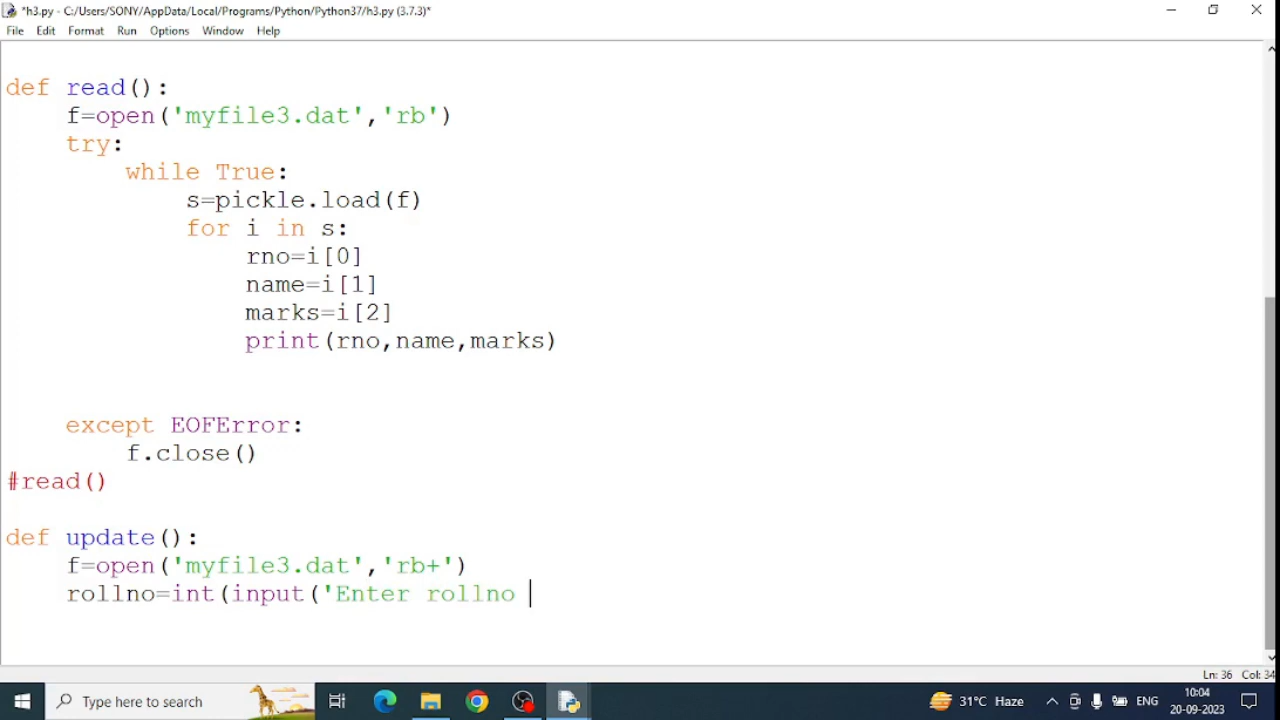 *h3.py - C:/Users/SONY/AppData/Local/Programs/Python/Python37/h3.py (3.7.3)*
File Edit Format Run Options Window Help
def read():
    f=open('myfile3.dat','rb')
    try:
        while True:
            s=pickle.load(f)
            for i in s:
                rno=i[0]
                name=i[1]
                marks=i[2]
                print(rno,name,marks)
    except EOFError:
        f.close()
#read()
def update():
    f=open('myfile3.dat','rb+')
    rollno=int(input('Enter rollno
Ln: 36 Col: 34
Type here to search
31°C Haze
ENG
10:04
20-09-2023